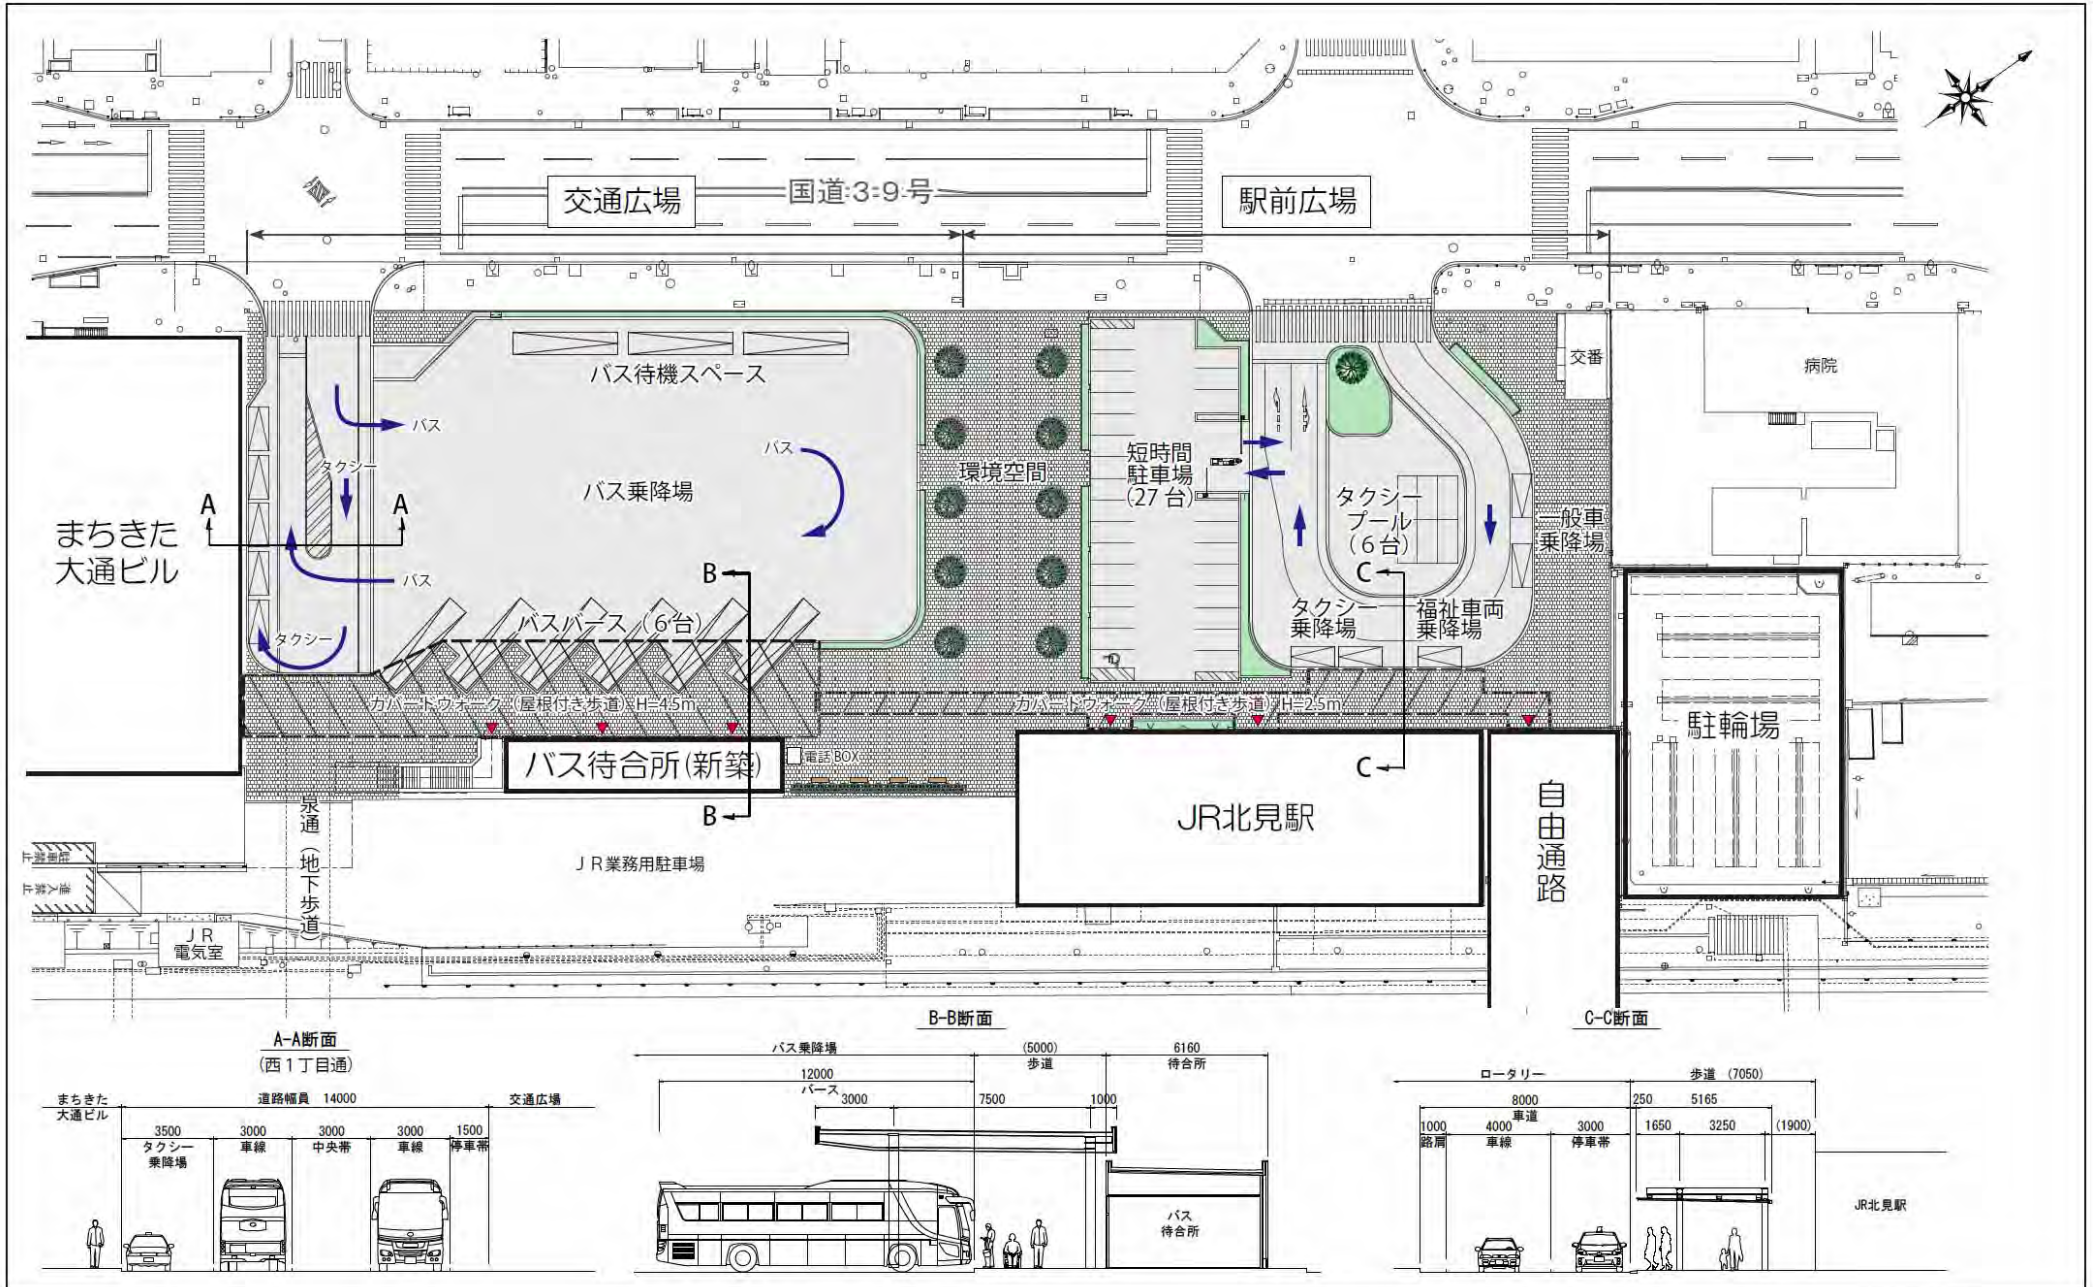 交通広場
国道39号
駅前広場
バス待機スペース
交番
病院
バス
バス
タクシー
環境空間
短時間
駐車場
(27台)
バス乗降場
タクシー
プール
(6台)
一般車
乗降場
A
A
まちきた
大通ビル
バス
B
C
バスバース(6台)
タクシー
乗降場
福祉車両
乗降場
タクシー
カバードウォーク(屋根付き歩道)H=4.5m
カバードウォーク(屋根付き歩道)H=2.5m
駐輪場
バス待合所(新築)
電話BOX
C
B
JR北見駅
自由通路
泉通(地下歩道)
JR業務用駐車場
駐車禁止
進入禁止
JR
電気室
A-A断面
(西1丁目通)
まちきた
大通ビル
道路幅員 14000
交通広場
3500
タクシー
乗降場
3000
車線
3000
中央帯
3000
車線
1500
停車帯
B-B断面
バス乗降場
(5000)
歩道
6160
待合所
12000
バース
3000
7500
1000
バス
待合所
C-C断面
ロータリー
歩道 (7050)
8000
車道
250
5165
1000
路肩
4000
車線
3000
停車帯
1650
3250
(1900)
JR北見駅